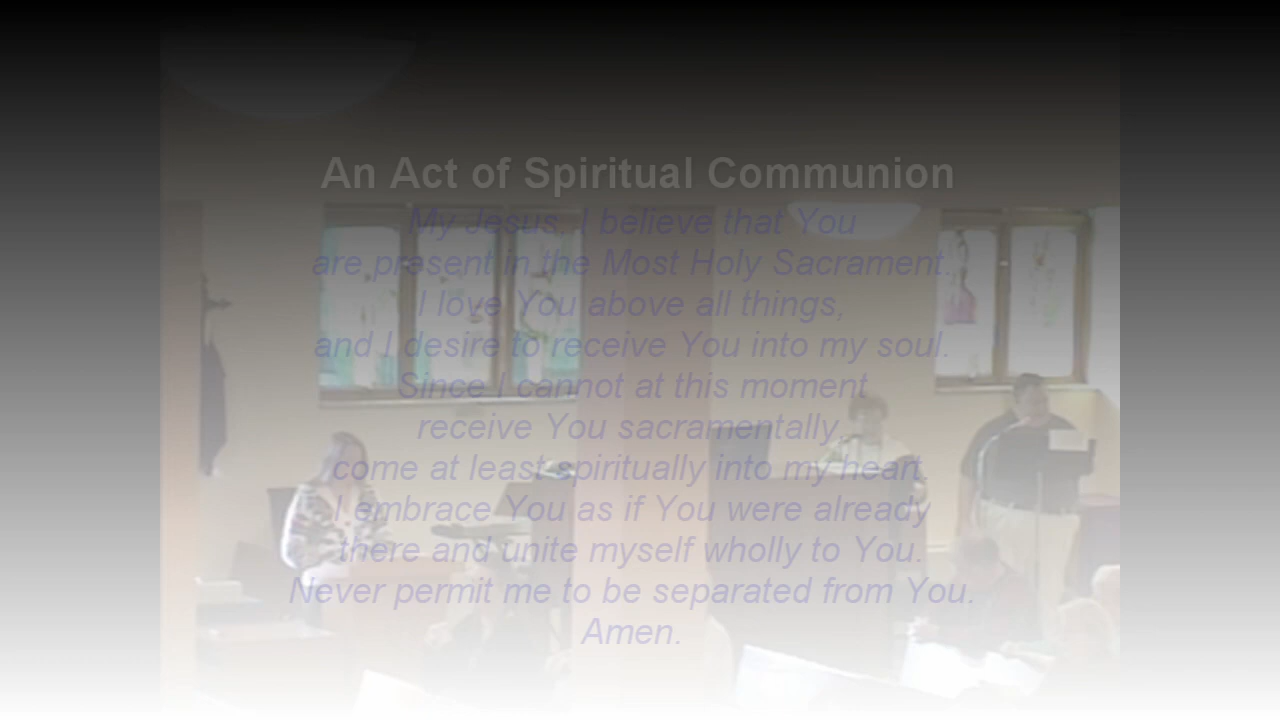 An Act of Spiritual Communion
My Jesus, I believe that You
are present in the Most Holy Sacrament.
I love You above all things,
and I desire to receive You into my soul.
Since I cannot at this moment
receive You sacramentally,
come at least spiritually into my heart.
I embrace You as if You were already
there and unite myself wholly to You.
Never permit me to be separated from You.
Amen.